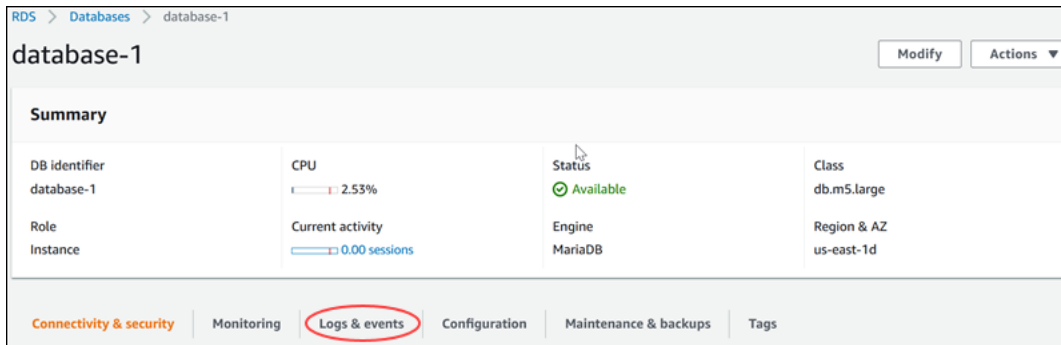 RDS > Databases > database-1
database-1
Modify
Actions
Summary
DB identifier
database-1
CPU
2.53%
Status
Available
Class
db.m5.large
Role
Instance
Current activity
0.00 sessions
Engine
MariaDB
Region & AZ
us-east-1d
Connectivity & security
Monitoring
Logs & events
Configuration
Maintenance & backups
Tags